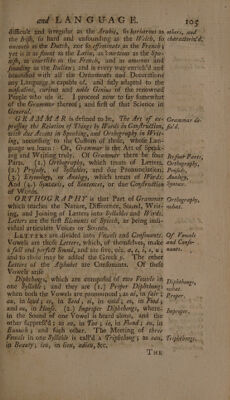 and LANGUAGE. 105
difficult and irregular as the Arabic, so barbarous as
the Irish, so hard and unsounding as the Welsh, so
uncouth as the Dutch, nor so effeminate as the French;
yet is it as fluent as the Latin, as courteous as the Spa-
nish, as courtlike as the French, and as amorous and
sounding as the Italian; and is every way enrich'd and
abounded with all the Ornaments and Decorations
any Language is capable of, and duly adapted to the
inquisitive, curious and noble Genius of the renowned
People who use it. I proceed now to say somewhat
of the Grammar thereof; and first of that Science in
General.
GRAMMAR is defined to be, The Art of ex-
pressing the Relation of Things by Words in Construction,
with due Accent in Speaking, and Orthography in Writ-
ing, according to the Custom of those, whose Lan-
guage we learn: Or, Grammar is the Art of Speak-
ing and Writing truly. Of Grammar there be four
Parts, (1.) Orthography, which treats of Letters.
(2.) Prosody, of Syllables, and due Pronunciation.
(3.) Etymology, or Analogy, which treats of Words.
And (4.) Syntaxis, of Sentences, or due Construction
of Words.
ORTHOGRAPHY is that Part of Grammar
which teaches the Nature, Difference, Sound, Writ-
ing, and Joining of Letters into Syllables and Words.
Letters are the first Elements of Speech, as being indi-
vidual articulate Voices or Sounds.
LETTERS are divided into Vowels and Consonants.
Vowels are those Letters, which, of themselves, make
a full and perfect Sound, and are five, viz. a, e, i, o, u;
and to these may be added the Greek y. The other
Letters of the Alphabet are Consonants. Of these
Vowels arise
Diphthongs, which are composed of two Vowels in
one Syllable; and they are (1.) Proper Diphthongs
when both the Vowels are pronounced; as ai, in fair;
au, in laud; ee, in Seed; oi, in void; oo, in Food;
and ou, in House. (2.) Improper Diphthongs, where-
in the Sound of one Vowel is heard alone, and the
other suppress'd; as ea, in Tea; ie, in Fiend; eu, in
Eunuch; and such other. The Meeting of three
Vowels in one Syllable is call'd a Triphthong; as eau,
in Beauty; ieu, in lieu, adieu, &c.
THE
others, and
characteriz'd.
Grammar de-
fin'd.
Its four Parts;
Orthography,
Prosody,
Analogy,
Syntax.
Orthography,
what.
Of Vowels
and Conso-
nants.
Diphthongs,
what.
Proper.
Improper.
Triphthongs.